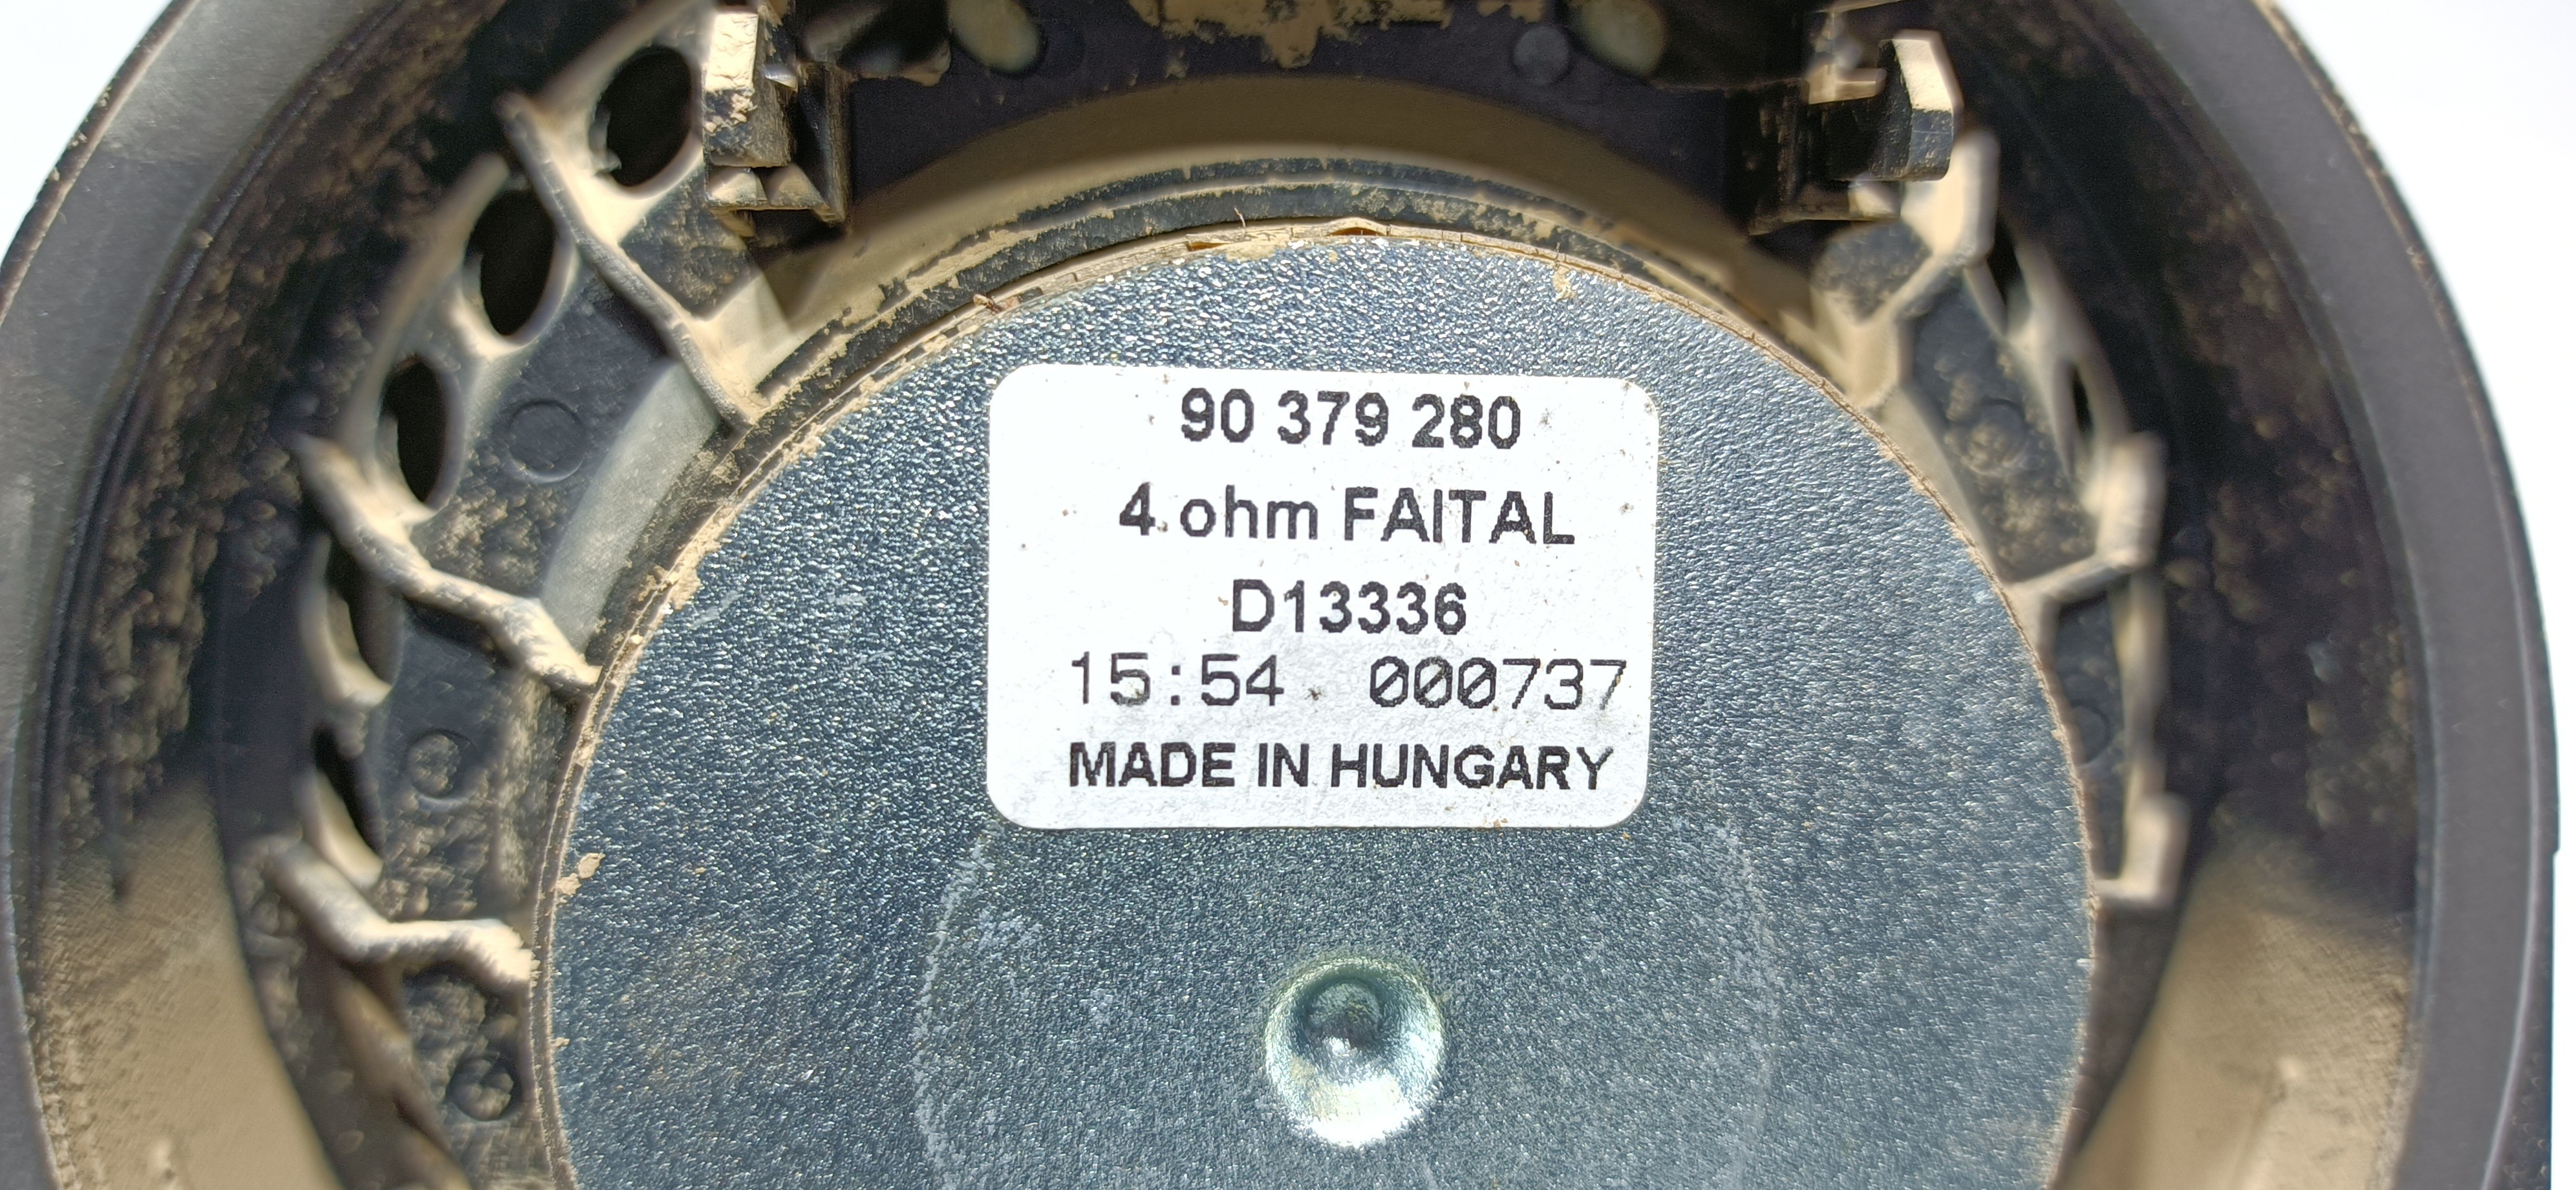 90 379 280
4 ohm FAITAL
D13336
15:54 000737
MADE IN HUNGARY